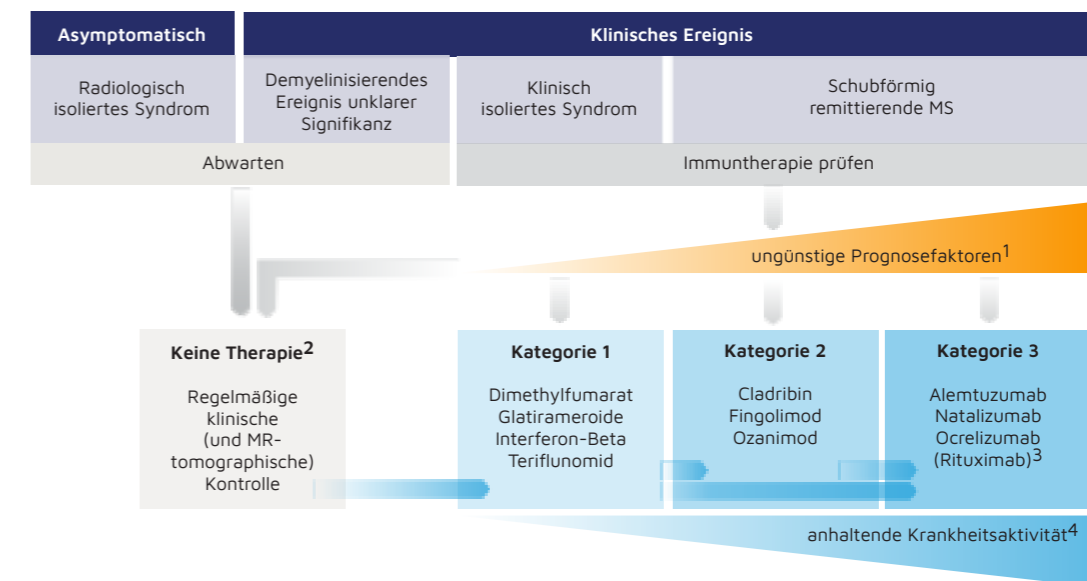 Asymptomatisch
Klinisches Ereignis
Radiologisch
isoliertes Syndrom
Demyelinisierendes
Ereignis unklarer
Signifikanz
Klinisch
isoliertes Syndrom
Schubförmig
remittierende MS
Abwarten
Immuntherapie prüfen
ungünstige Prognosefaktoren1
Keine Therapie2
Regelmäßige
klinische
(und MR-
tomographische)
Kontrolle
Kategorie 1
Dimethylfumarat
Glatirameroide
Interferon-Beta
Teriflunomid
Kategorie 2
Cladribin
Fingolimod
Ozanimod
Kategorie 3
Alemtuzumab
Natalizumab
Ocrelizumab
(Rituximab)3
anhaltende Krankheitsaktivität4